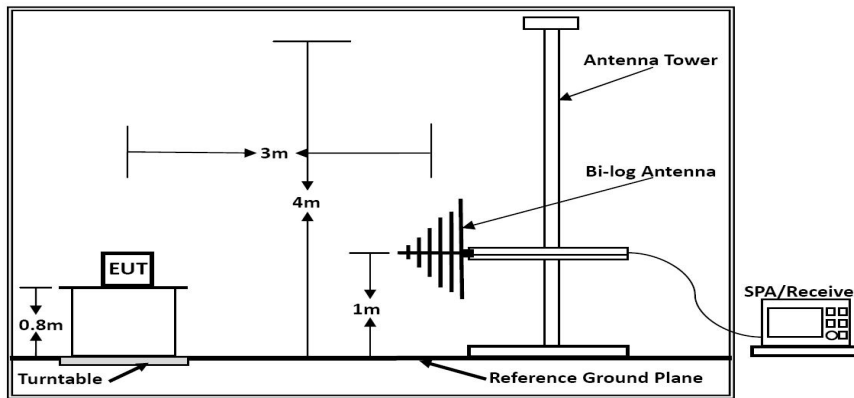 Antenna Tower
3m
Bi-log Antenna
4m
EUT
1m
0.8m
SPA/Receive
Turntable
Reference Ground Plane